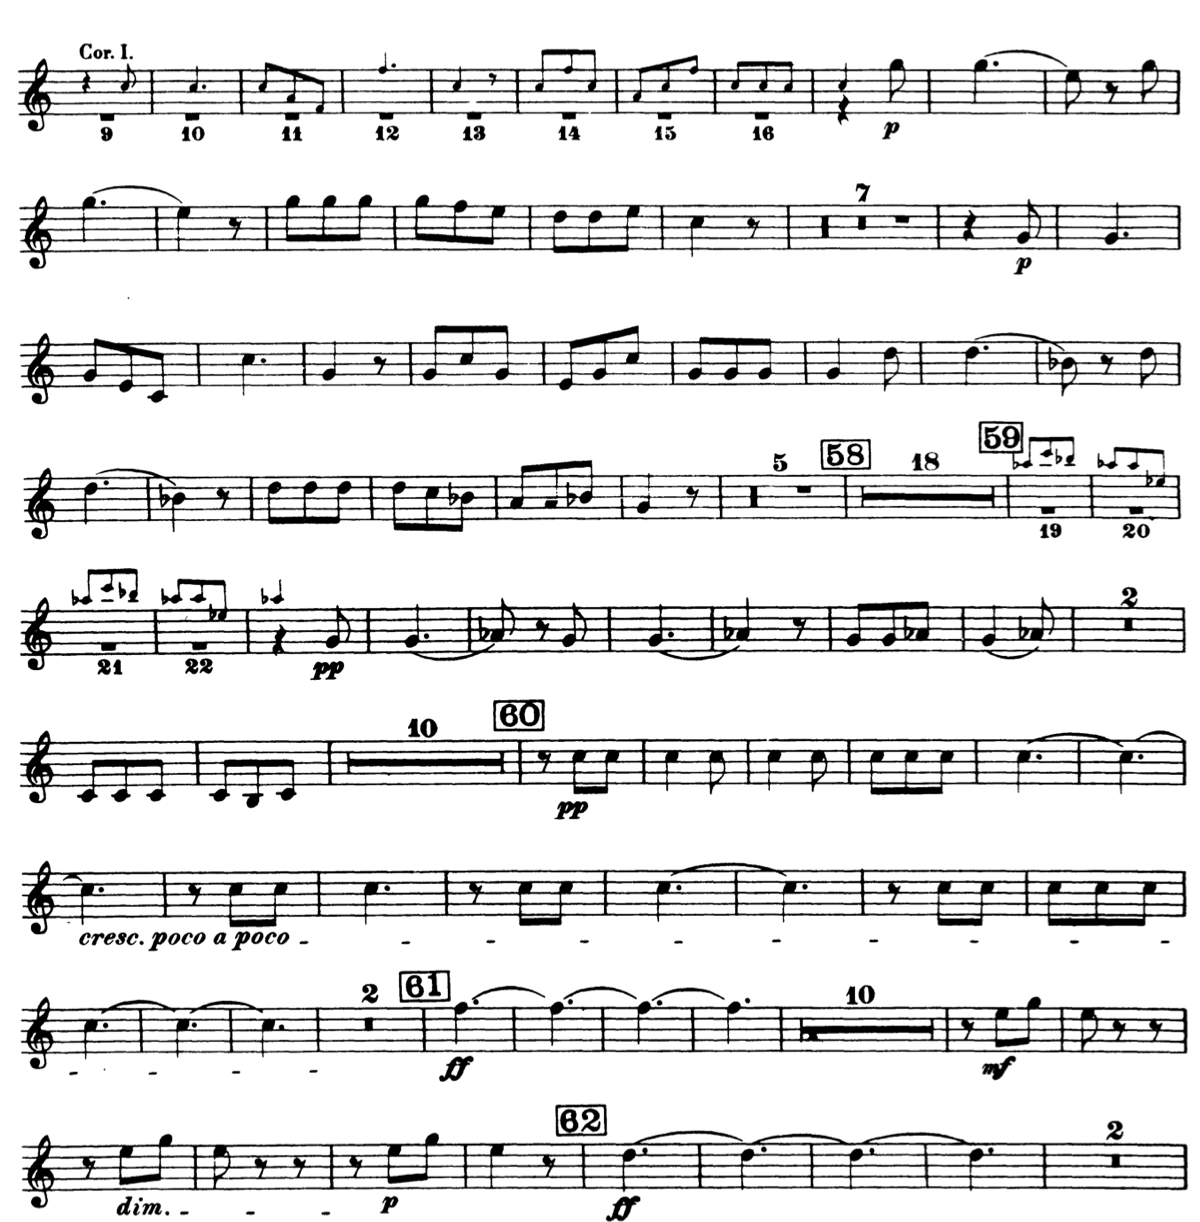 Cor. I.
9 10 11 12 13 14 15 16 p
7
p
5 58 18 59
19 20
2
21 22 pp
10 60
pp
cresc. poco a poco
2 61 10
ff mf
62 2
dim. p ff